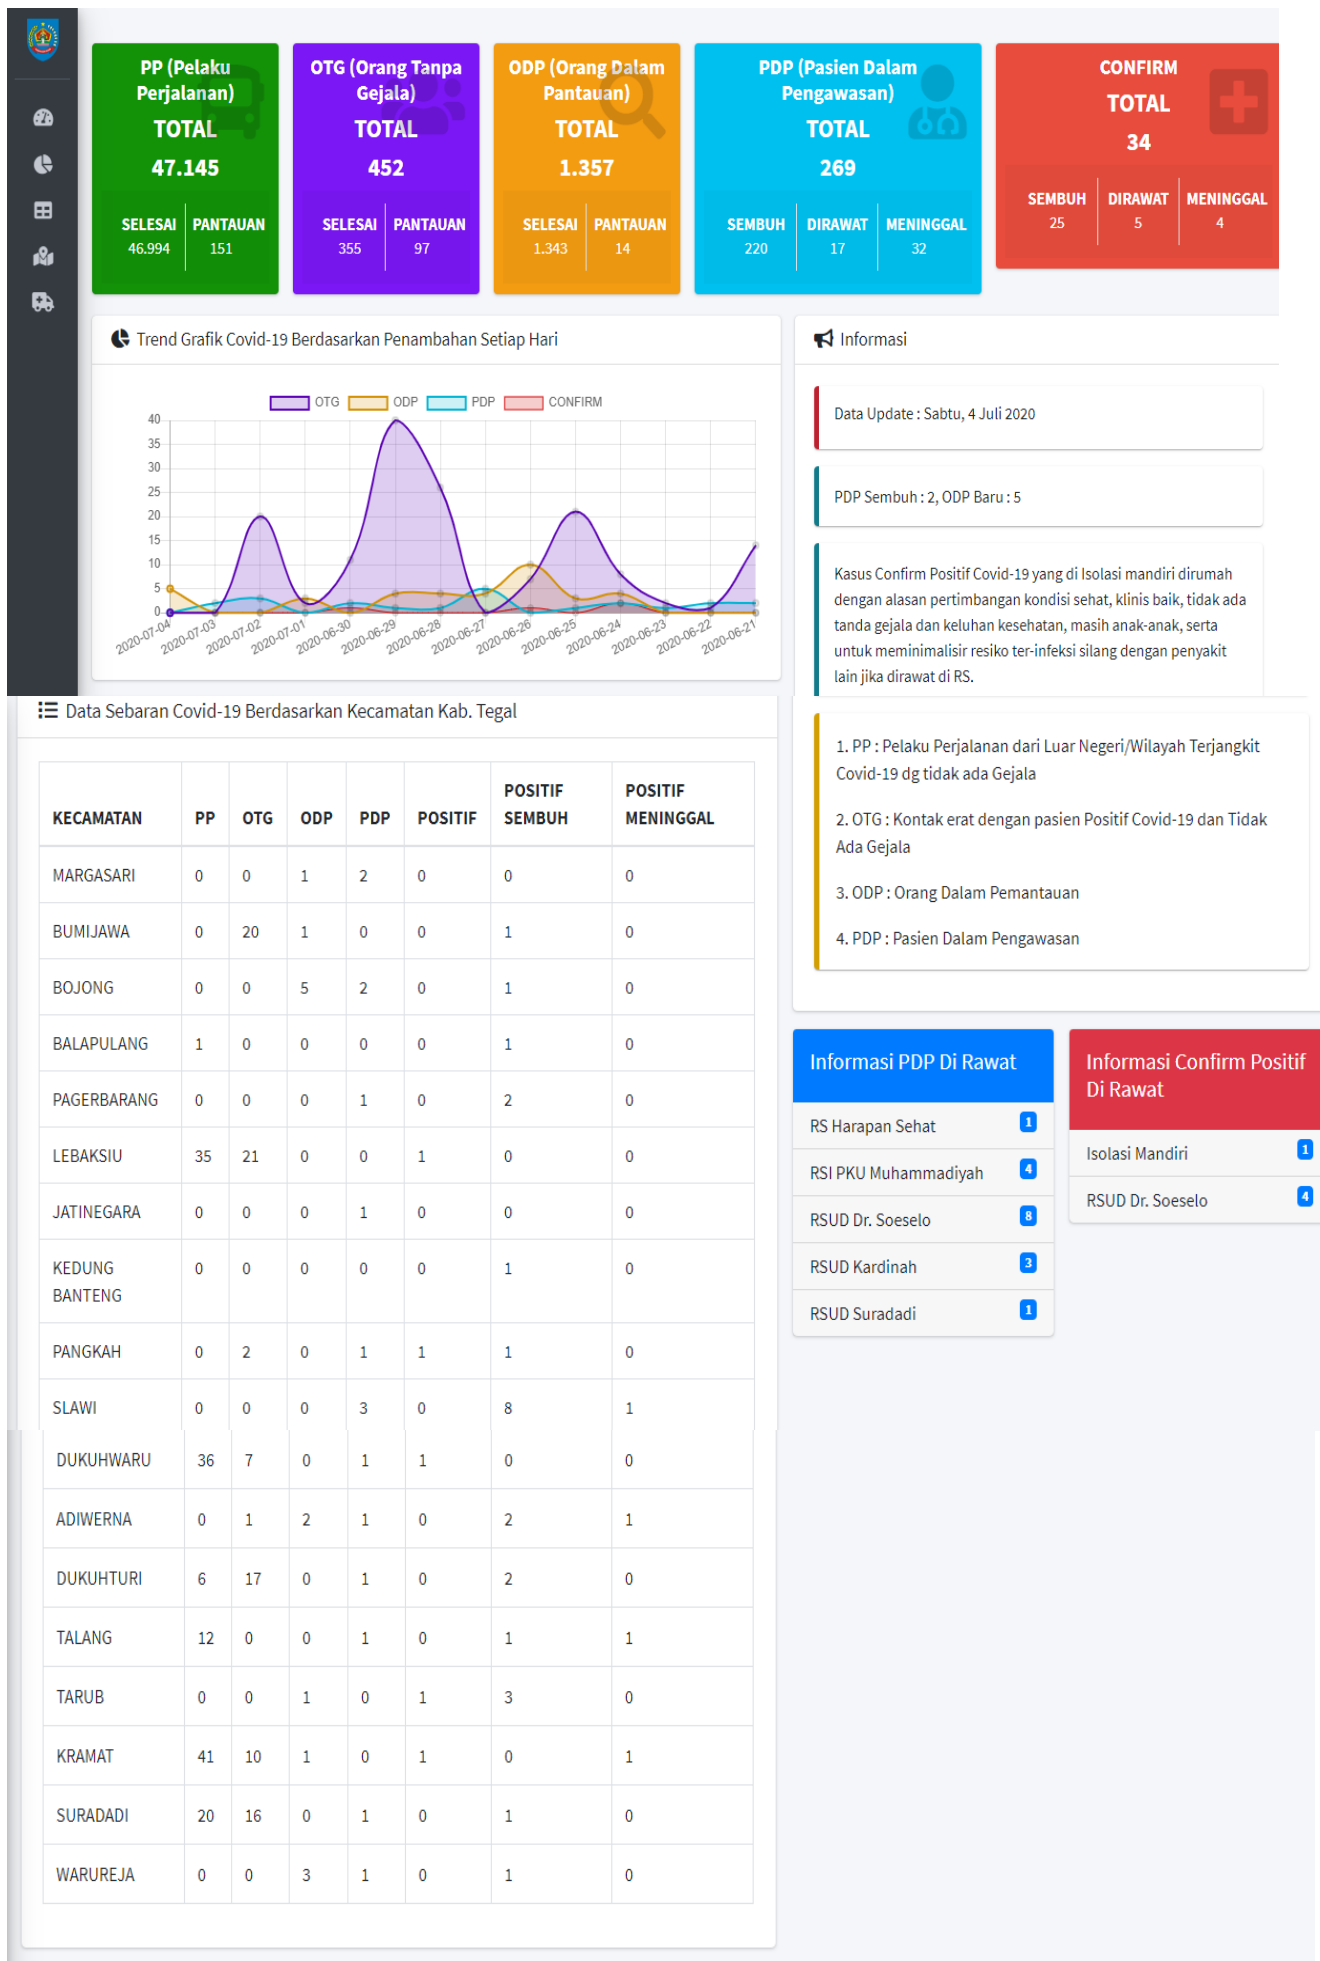 PP (Pelaku
Perjalanan)
TOTAL
47.145
SELESAI PANTAUAN
46.994 151
OTG (Orang Tanpa
Gejala)
TOTAL
452
SELESAI PANTAUAN
355 97
ODP (Orang Dalam
Pantauan)
TOTAL
1.357
SELESAI PANTAUAN
1.343 14
PDP (Pasien Dalam
Pengawasan)
TOTAL
269
SEMBUH DIRAWAT MENINGGAL
220 17 32
CONFIRM
TOTAL
34
SEMBUH DIRAWAT MENINGGAL
25 5 4
Trend Grafik Covid-19 Berdasarkan Penambahan Setiap Hari
OTG ODP PDP CONFIRM
40
35
30
25
20
15
10
5
0
2020-07-04 2020-07-03 2020-07-02 2020-07-01 2020-06-30 2020-06-29 2020-06-28 2020-06-27 2020-06-26 2020-06-25 2020-06-24 2020-06-23 2020-06-22 2020-06-21
Informasi
Data Update : Sabtu, 4 Juli 2020
PDP Sembuh : 2, ODP Baru : 5
Kasus Confirm Positif Covid-19 yang di Isolasi mandiri dirumah
dengan alasan pertimbangan kondisi sehat, klinis baik, tidak ada
tanda gejala dan keluhan kesehatan, masih anak-anak, serta
untuk meminimalisir resiko ter-infeksi silang dengan penyakit
lain jika dirawat di RS.
1. PP : Pelaku Perjalanan dari Luar Negeri/Wilayah Terjangkit
Covid-19 dg tidak ada Gejala
2. OTG : Kontak erat dengan pasien Positif Covid-19 dan Tidak
Ada Gejala
3. ODP : Orang Dalam Pemantauan
4. PDP : Pasien Dalam Pengawasan
Data Sebaran Covid-19 Berdasarkan Kecamatan Kab. Tegal
KECAMATAN PP OTG ODP PDP POSITIF POSITIF SEMBUH POSITIF MENINGGAL
MARGASARI 0 0 1 2 0 0 0
BUMIJAWA 0 20 1 0 0 1 0
BOJONG 0 0 5 2 0 1 0
BALAPULANG 1 0 0 0 0 1 0
PAGERBARANG 0 0 0 1 0 2 0
LEBAKSIU 35 21 0 0 1 0 0
JATINEGARA 0 0 0 1 0 0 0
KEDUNG BANTENG 0 0 0 0 0 1 0
PANGKAH 0 2 0 1 1 1 0
SLAWI 0 0 0 3 0 8 1
DUKUHWARU 36 7 0 1 1 0 0
ADIWERNA 0 1 2 1 0 2 1
DUKUHTURI 6 17 0 1 0 2 0
TALANG 12 0 0 1 0 1 1
TARUB 0 0 1 0 1 3 0
KRAMAT 41 10 1 0 1 0 1
SURADADI 20 16 0 1 0 1 0
WARUREJA 0 0 3 1 0 1 0
Informasi PDP Di Rawat
RS Harapan Sehat 1
RSI PKU Muhammadiyah 4
RSUD Dr. Soeselo 8
RSUD Kardinah 3
RSUD Suradadi 1
Informasi Confirm Positif
Di Rawat
Isolasi Mandiri 1
RSUD Dr. Soeselo 4